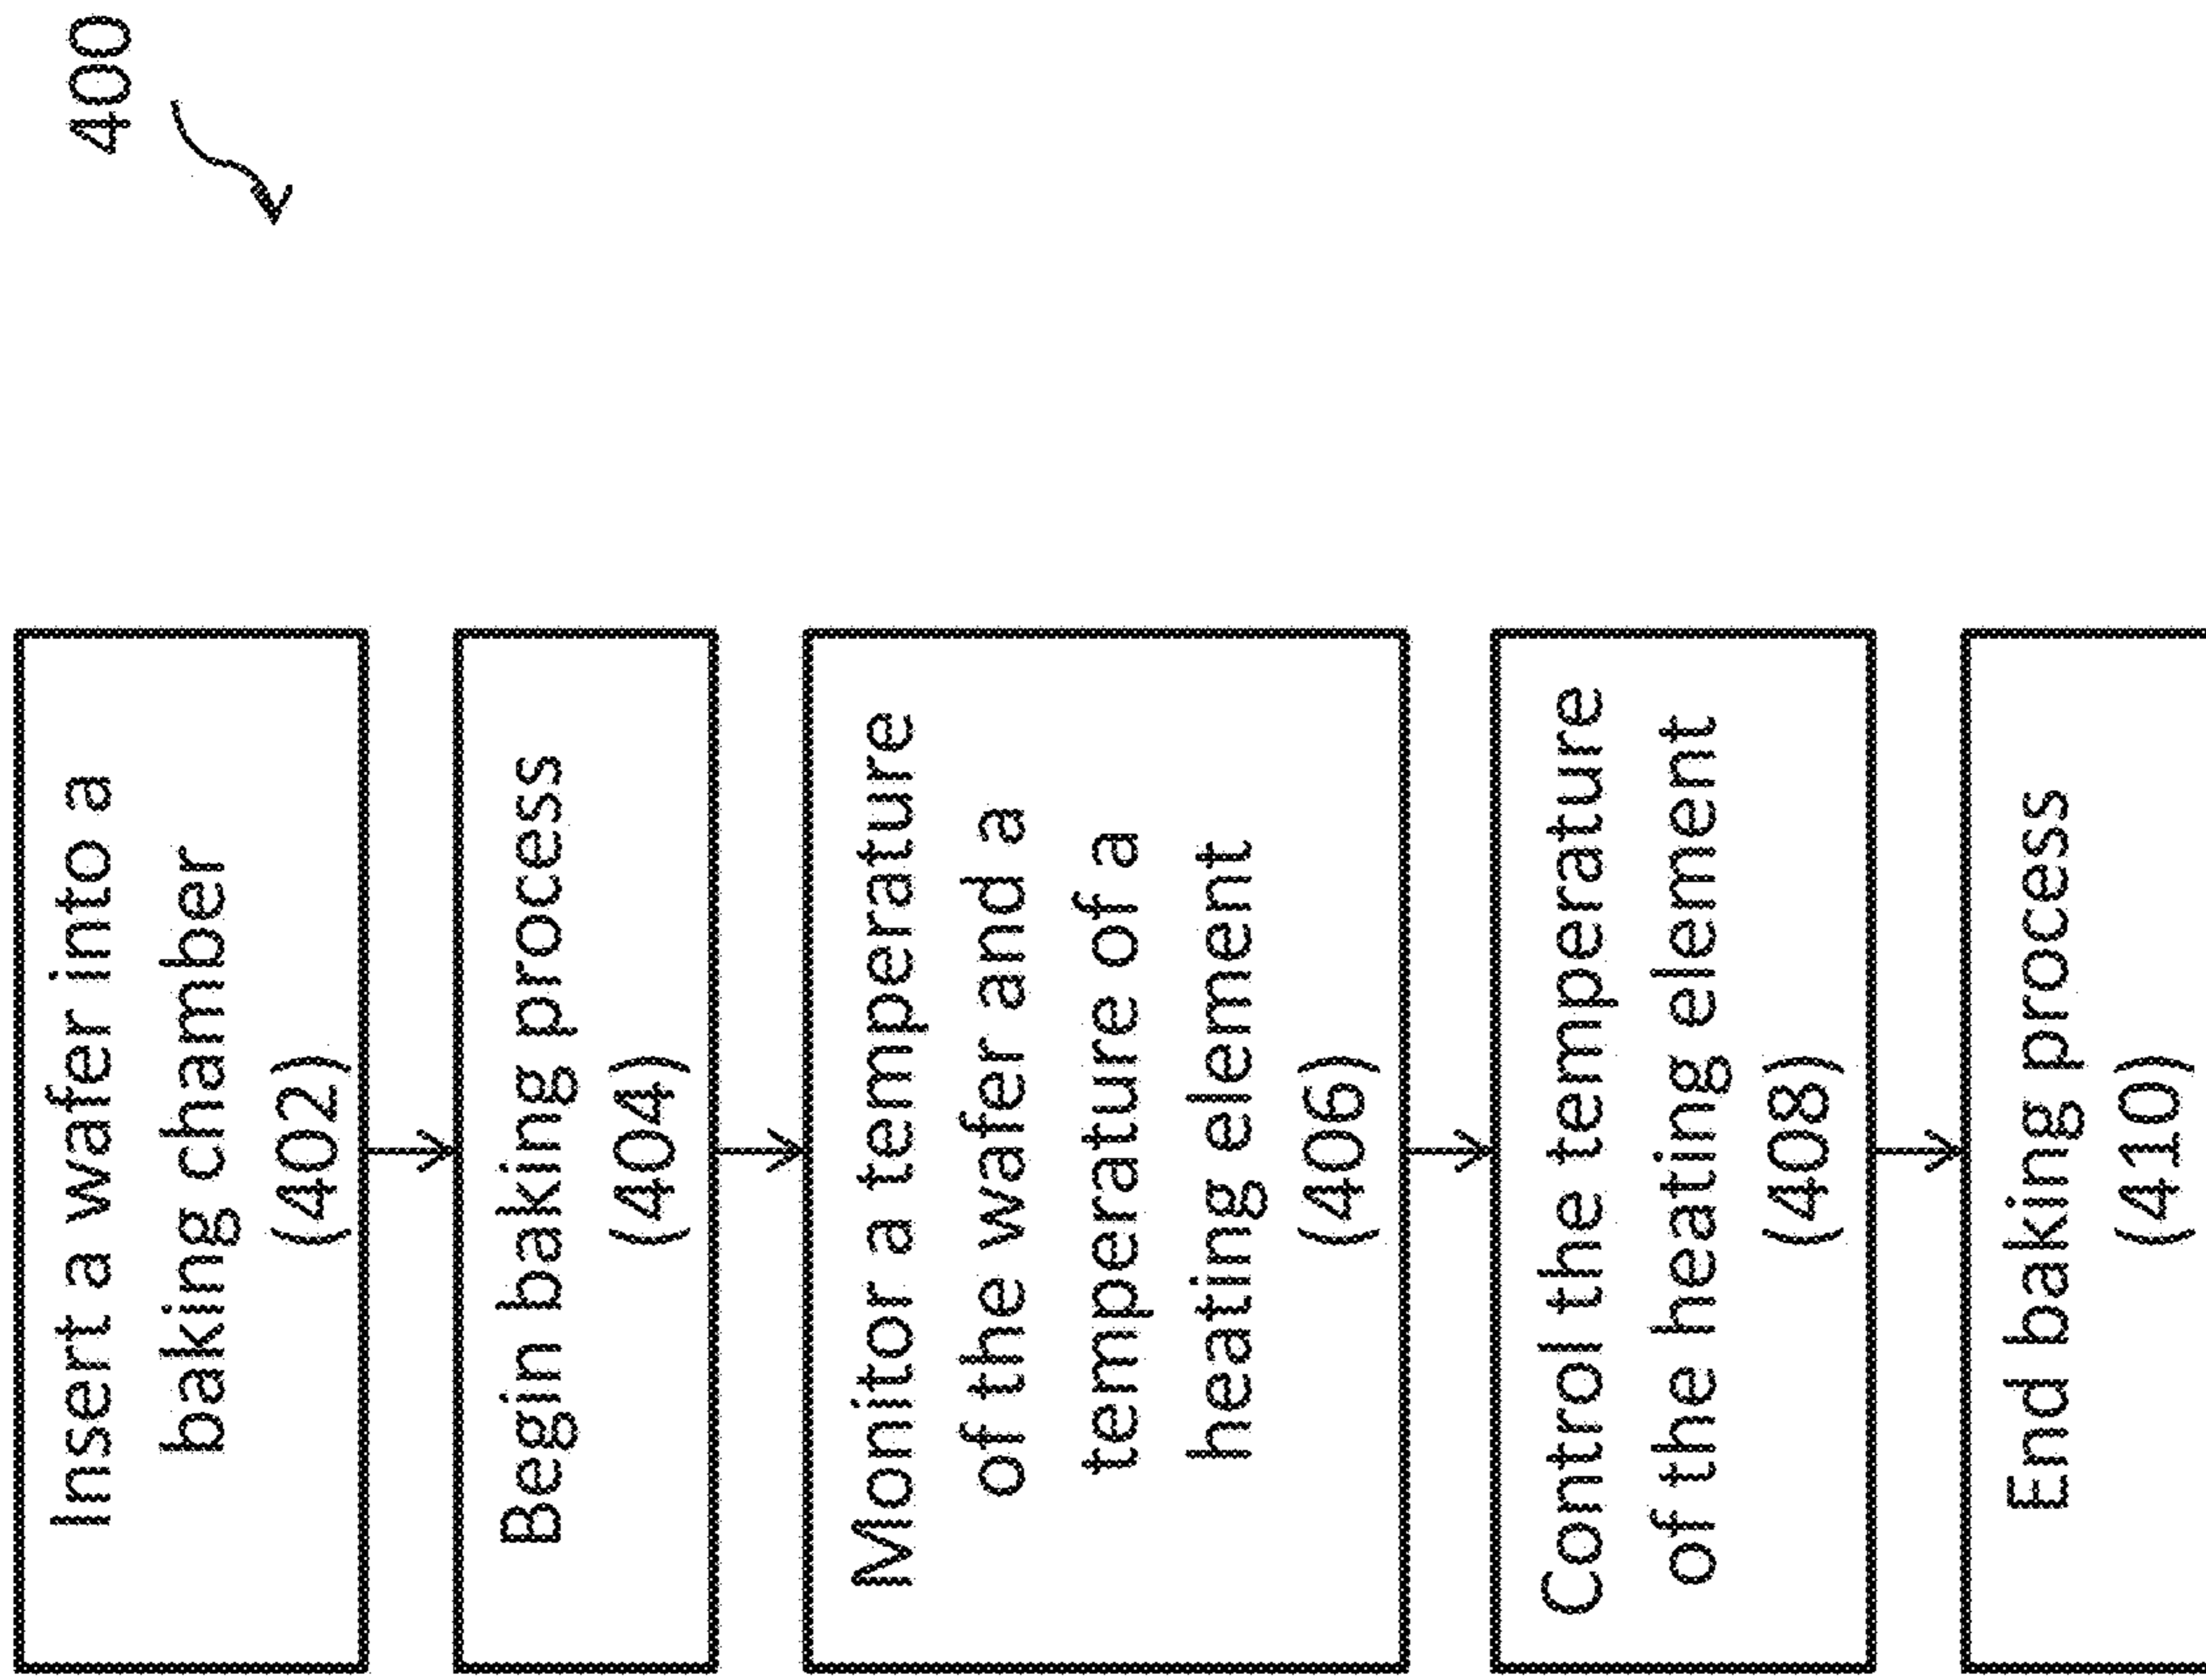 400
Insert a wafer into a
baking chamber
(402)
Begin baking process
(404)
Monitor a temperature
of the wafer and a
temperature of a
heating element
(406)
Control the temperature
of the heating element
(408)
End baking process
(410)